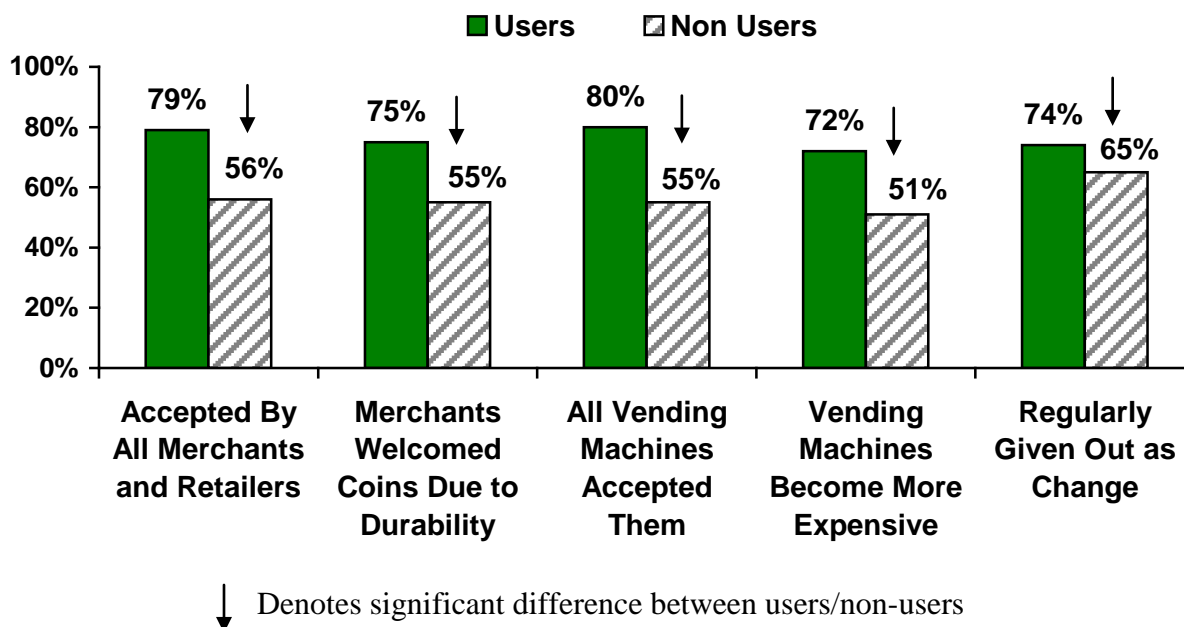 Users Non Users
100%
80%
60%
40%
20%
0%
79% 56%
75% 55%
80% 55%
72% 51%
74% 65%
Accepted By
All Merchants
and Retailers
Merchants
Welcomed
Coins Due to
Durability
All Vending
Machines
Accepted
Them
Vending
Machines
Become More
Expensive
Regularly
Given Out as
Change
Denotes significant difference between users/non-users